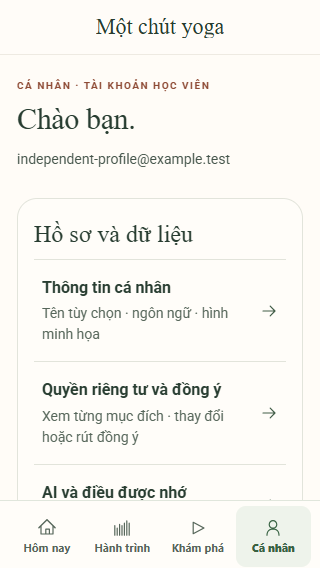 Một chút yoga
CÁ NHÂN · TÀI KHOẢN HỌC VIÊN
Chào bạn.
independent-profile@example.test
Hồ sơ và dữ liệu
Thông tin cá nhân
Tên tùy chọn · ngôn ngữ · hình
minh họa
Quyền riêng tư và đồng ý
Xem từng mục đích · thay đổi
hoặc rút đồng ý
AI và điều được nhớ
Hôm nay
Hành trình
Khám phá
Cá nhân